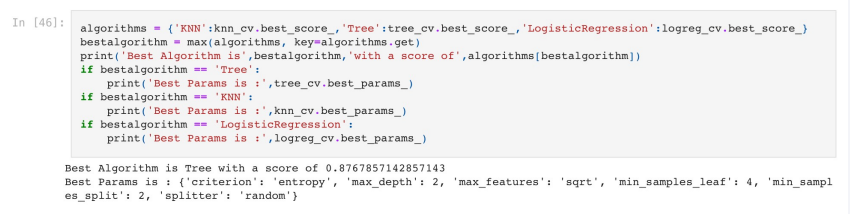 In [46]:
algorithms = {'KNN':knn_cv.best_score_,'Tree':tree_cv.best_score_,'LogisticRegression':logreg_cv.best_score_}
bestalgorithm = max(algorithms, key=algorithms.get)
print('Best Algorithm is',bestalgorithm,'with a score of',algorithms[bestalgorithm])
if bestalgorithm == 'Tree':
    print('Best Params is :',tree_cv.best_params_)
if bestalgorithm == 'KNN':
    print('Best Params is :',knn_cv.best_params_)
if bestalgorithm == 'LogisticRegression':
    print('Best Params is :',logreg_cv.best_params_)
Best Algorithm is Tree with a score of 0.8767857142857143
Best Params is : {'criterion': 'entropy', 'max_depth': 2, 'max_features': 'sqrt', 'min_samples_leaf': 4, 'min_sampl
es_split': 2, 'splitter': 'random'}